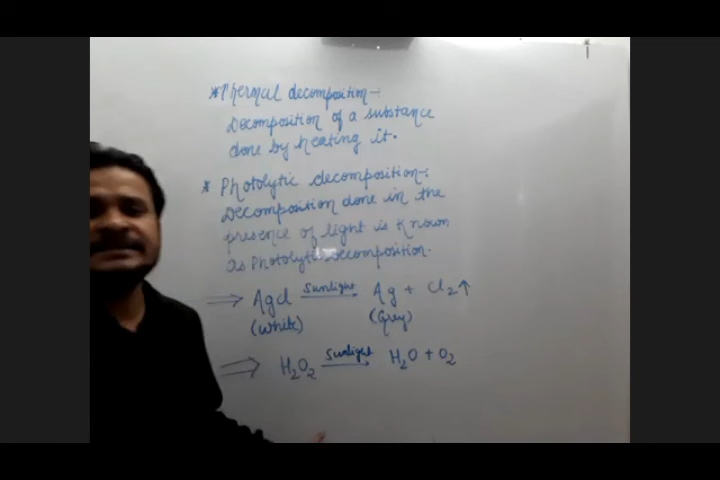 *Thermal decomposition:-
Decomposition of a substance
done by heating it.
* Photolytic decomposition:-
Decomposition done in the
presence of light is known
as Photolytic Decomposition.
⇒ AgCl Sunlight → Ag + Cl₂↑
(White) (Grey)
⇒ H₂O₂ Sunlight → H₂O + O₂